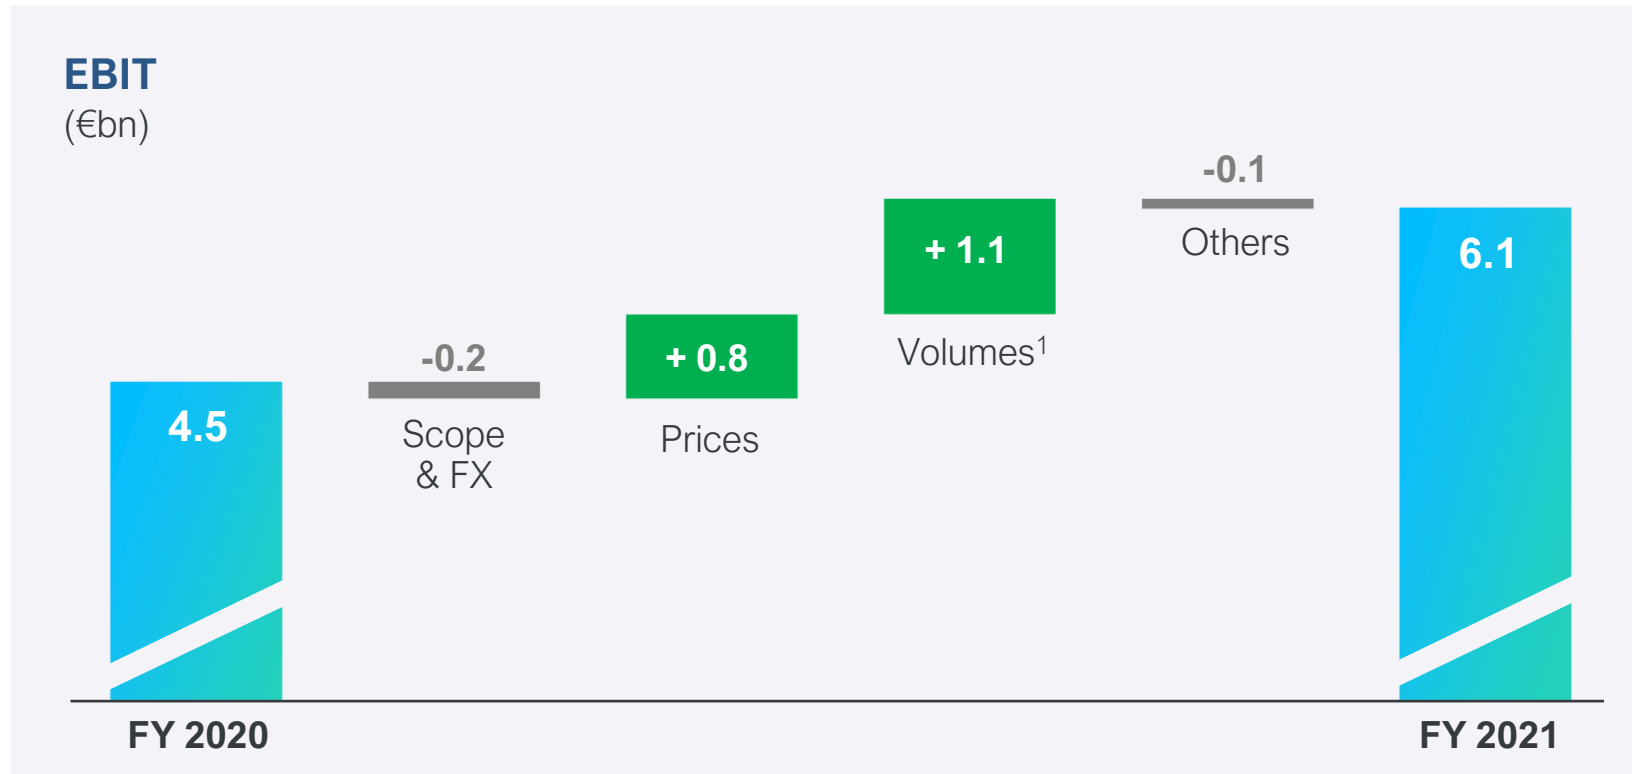 EBIT
(€bn)
-0.1
+ 1.1
Others
6.1
-0.2
+ 0.8
Volumes¹
4.5
Scope
& FX
Prices
FY 2020
FY 2021